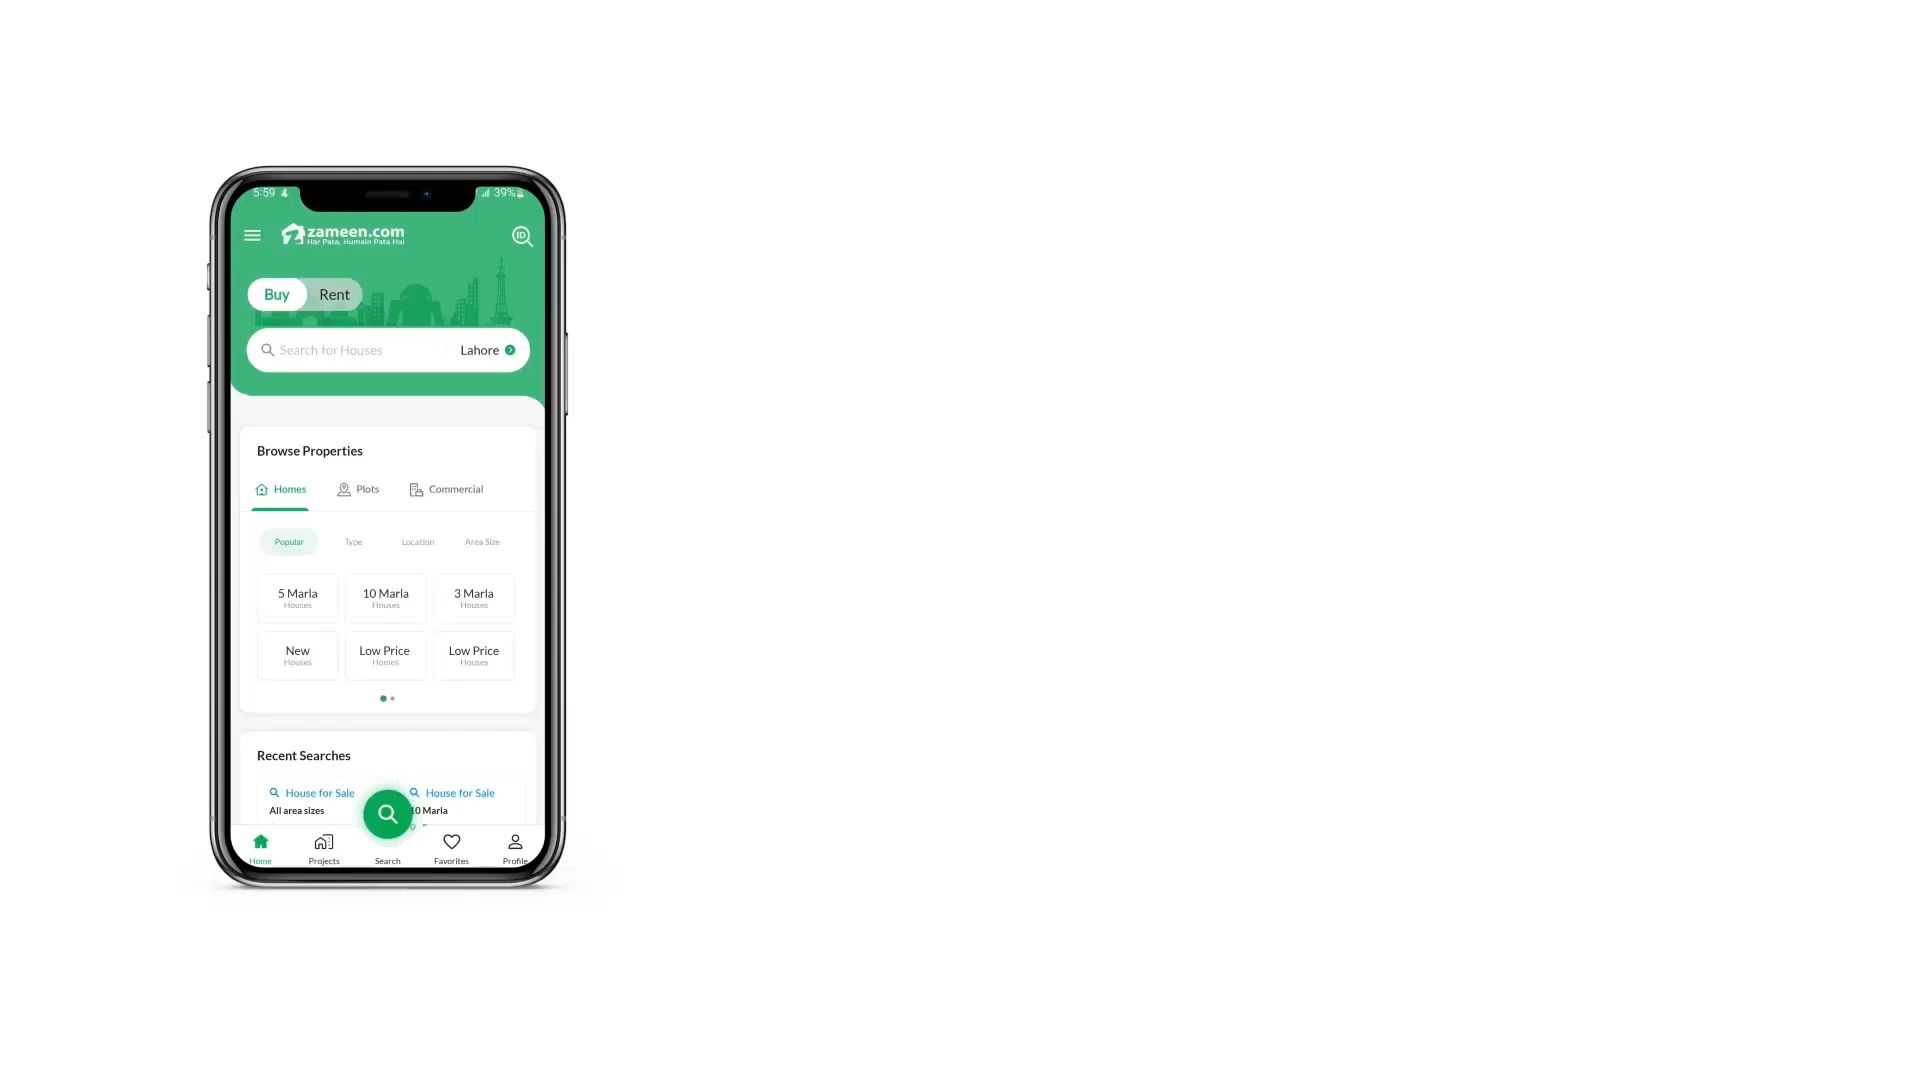 5:59
39%
zameen.com
Har Pata, Humain Pata Hai
ID
Buy
Rent
Search for Houses
Lahore
Browse Properties
Homes
Plots
Commercial
Popular
Type
Location
Area Size
5 Marla
Houses
10 Marla
Houses
3 Marla
Houses
New
Houses
Low Price
Homes
Low Price
Houses
Recent Searches
House for Sale
All area sizes
House for Sale
10 Marla
Home
Projects
Search
Favorites
Profile